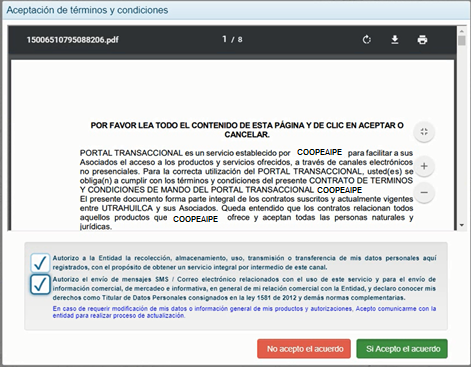 Aceptación de términos y condiciones
15006510795088206.pdf
1 / 8
POR FAVOR LEA TODO EL CONTENIDO DE ESTA PÁGINA Y DE CLIC EN ACEPTAR O
CANCELAR.
PORTAL TRANSACCIONAL es un servicio establecido por COOPEAIPE para facilitar a sus
Asociados el acceso a los productos y servicios ofrecidos, a través de canales electrónicos
no presenciales. Para la correcta utilización del PORTAL TRANSACCIONAL, usted(es) se
obliga(n) a cumplir con los términos y condiciones del presente CONTRATO DE TERMINOS
Y CONDICIONES DE MANDO DEL PORTAL TRANSACCIONAL COOPEAIPE
El presente documento forma parte integral de los contratos suscritos y actualmente vigentes
entre UTRAHUILCA y sus Asociados. Queda entendido que los contratos relacionan todos
aquellos productos que COOPEAIPE ofrece y aceptan todas las personas naturales y
jurídicas.
Autorizo a la Entidad la recolección, almacenamiento, uso, transmisión o transferencia de mis datos personales aquí
registrados, con el propósito de obtener un servicio integral por intermedio de este canal.
Autorizo el envío de mensajes SMS / Correo electrónico relacionados con el uso de este servicio y para el envío de
información comercial, de mercadeo e informativa, en general de mi relación comercial con la Entidad, y declaro conocer mis
derechos como Titular de Datos Personales consignados en la ley 1581 de 2012 y demás normas complementarias.
En caso de requerir modificación de mis datos o información general de mis productos y autorizaciones, Acepto comunicarme con la
entidad para realizar proceso de actualización.
No acepto el acuerdo
Si Acepto el acuerdo